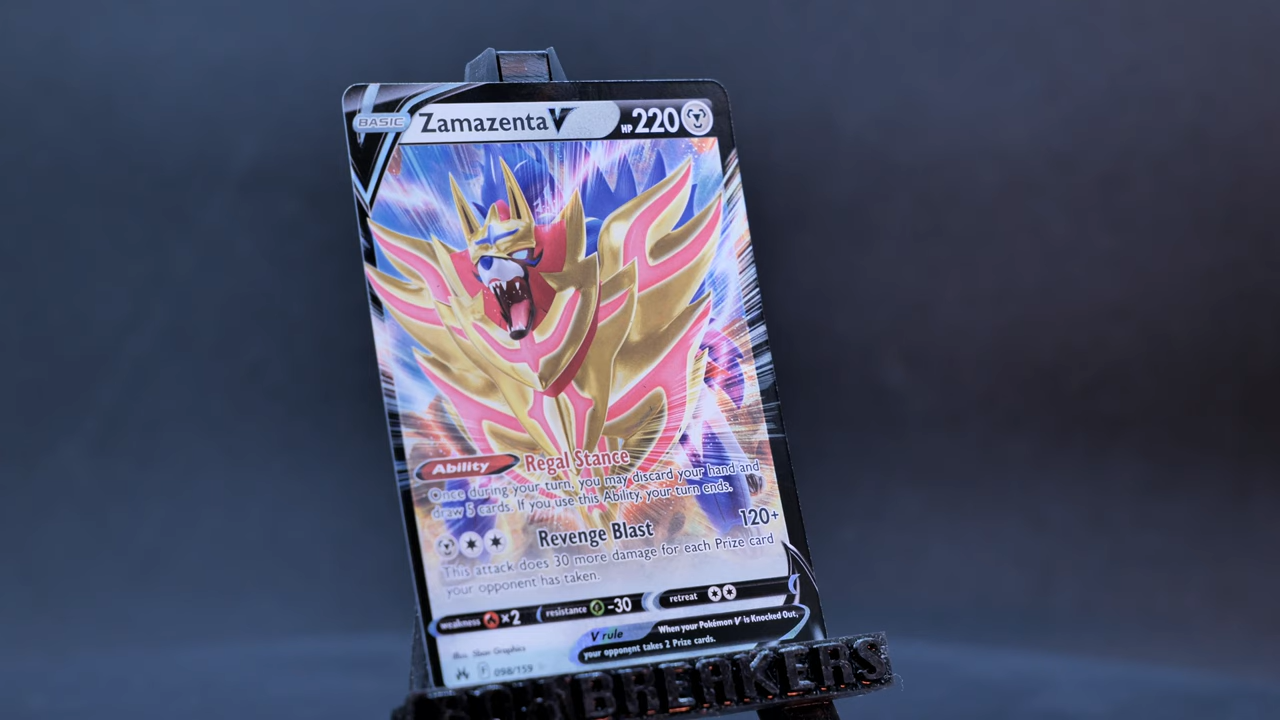 BASIC Zamazenta V HP 220
Ability Regal Stance
Once during your turn, you may discard your hand and
draw 5 cards. If you use this Ability, your turn ends.
Revenge Blast 120+
This attack does 30 more damage for each Prize card
your opponent has taken.
weakness ×2 resistance -30 retreat
V rule When your Pokémon V is Knocked Out,
your opponent takes 2 Prize cards.
Graphics
098/159
BREAKERS